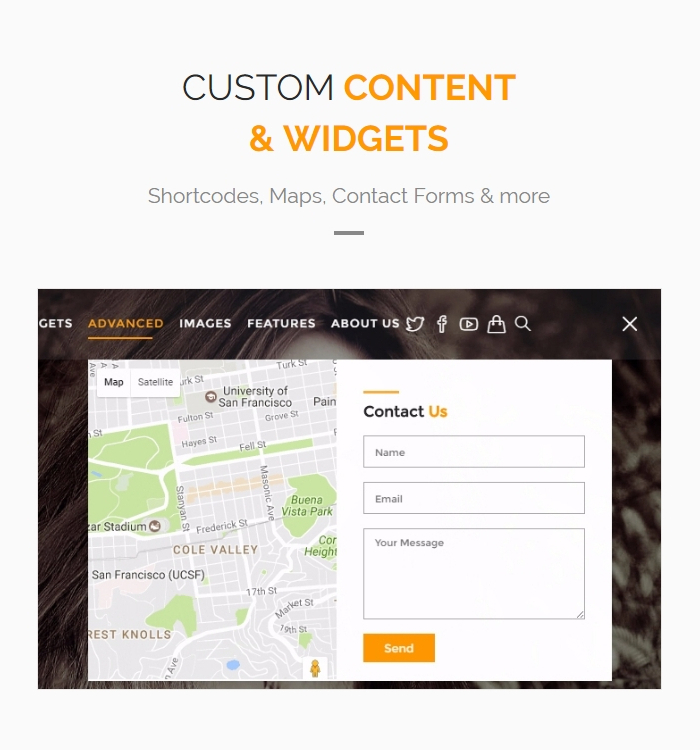 CUSTOM CONTENT
& WIDGETS
Shortcodes, Maps, Contact Forms & more
GETS ADVANCED IMAGES FEATURES ABOUT US
Map Satellite
urk St
Turk St
University of
San Francisco
Pain
Fulton St
Grove St
Hayes St
Fell St
n St
Stanyan St
Masonic Ave
Buena
Vista Park
zar Stadium
Frederick St
COLE VALLEY
Cor
Height
San Francisco (UCSF)
17th St
Market St
19th St
REST KNOLLS
Ave
Contact Us
Name
Email
Your Message
Send